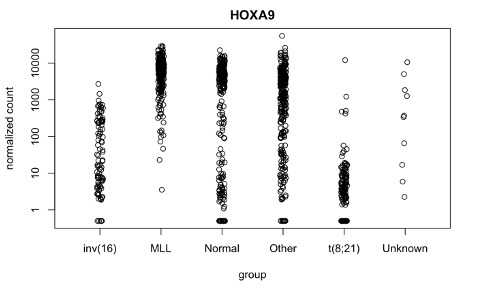 HOXA9
normalized count
10000
1000
100
10
1
inv(16) MLL Normal Other t(8;21) Unknown
group